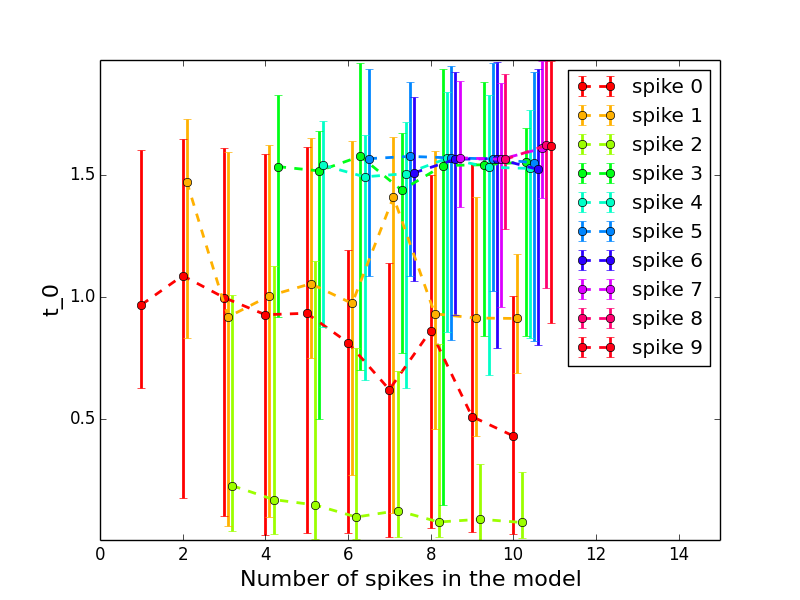 t_0
1.5
1.0
0.5
0 2 4 6 8 10 12 14
Number of spikes in the model
spike 0
spike 1
spike 2
spike 3
spike 4
spike 5
spike 6
spike 7
spike 8
spike 9